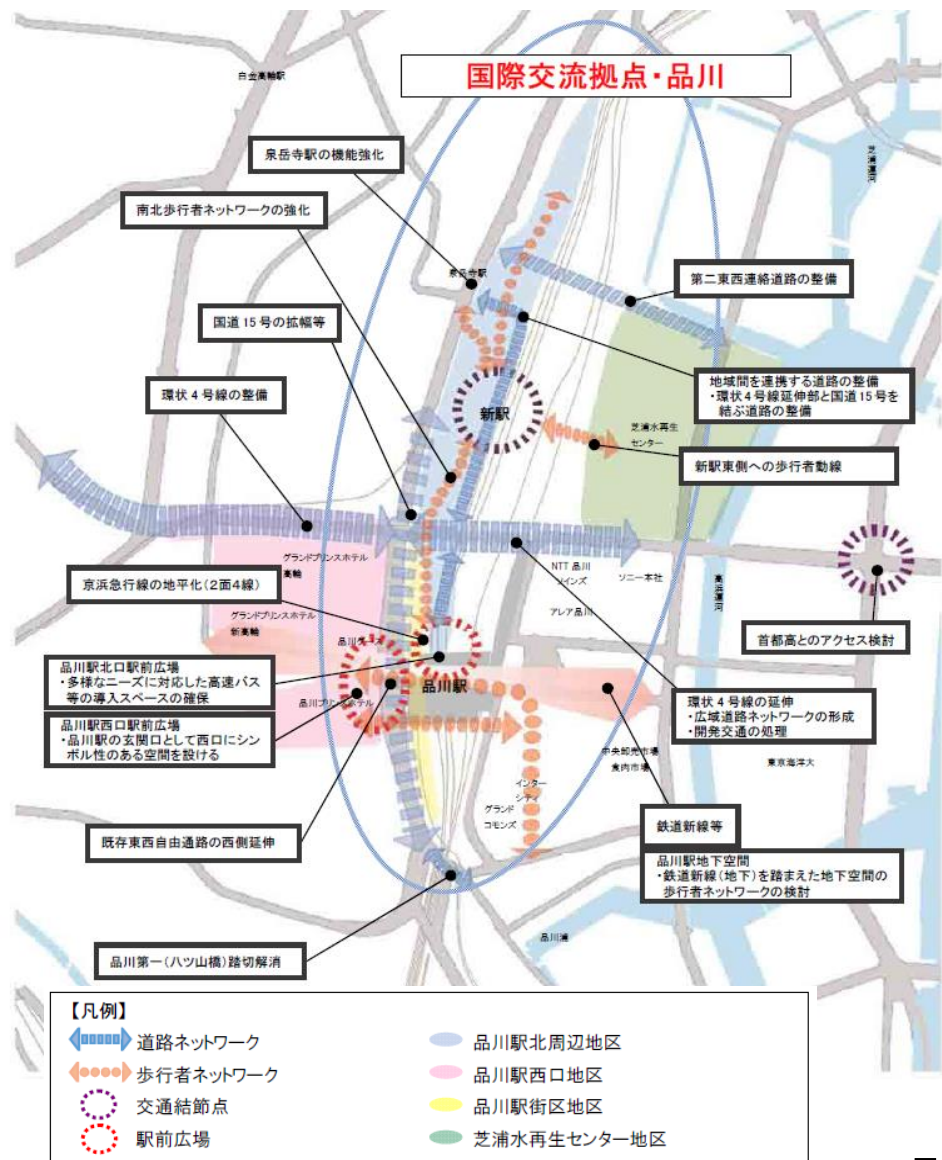 国際交流拠点・品川
白金高輪駅
泉岳寺駅の機能強化
芝浦運河
南北歩行者ネットワークの強化
泉岳寺駅
第二東西連絡道路の整備
国道15号の拡幅等
環状4号線の整備
地域間を連携する道路の整備
・環状4号線延伸部と国道15号を
結ぶ道路の整備
新駅
芝浦水再生
センター
新駅東側への歩行者動線
グランドプリンスホテル
高輪
NTT 品川
ツインズ
ソニー本社
高浜運河
京浜急行線の地平化(2面4線)
グランドプリンスホテル
新高輪
アレア品川
品川グース
首都高とのアクセス検討
品川駅北口駅前広場
・多様なニーズに対応した高速バス
等の導入スペースの確保
品川駅
品川プリンスホテル
環状4号線の延伸
・広域道路ネットワークの形成
・開発交通の処理
品川駅西口駅前広場
・品川駅の玄関口として西口にシン
ボル性のある空間を設ける
中央卸売市場
食肉市場
東京海洋大
インター
シティ
グランド
コモンズ
鉄道新線等
既存東西自由通路の西側延伸
品川駅地下空間
・鉄道新線(地下)を踏まえた地下空間の
歩行者ネットワークの検討
品川浦
品川第一(八ツ山橋)踏切解消
【凡例】
道路ネットワーク
歩行者ネットワーク
交通結節点
駅前広場
品川駅北周辺地区
品川駅西口地区
品川駅街区地区
芝浦水再生センター地区